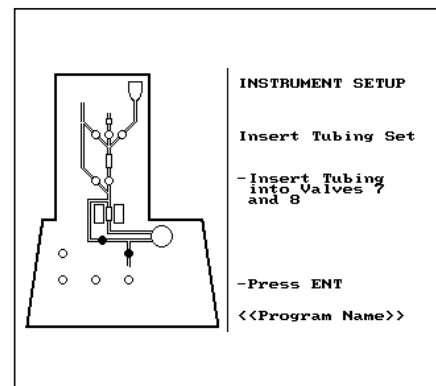 INSTRUMENT SETUP
Insert Tubing Set
-Insert Tubing
into Valves 7
and 8
-Press ENT
<<Program Name>>